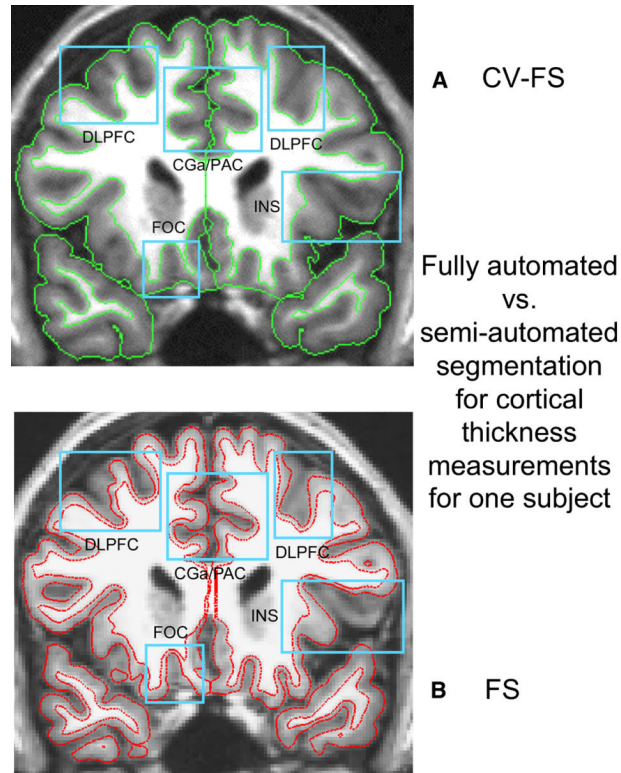 A CV-FS
DLPFC
CGa/PAC
DLPFC
INS
FOC
Fully automated
vs.
semi-automated
segmentation
for cortical
thickness
measurements
for one subject
DLPFC
CGa/PAC
DLPFC
INS
FOC
B FS